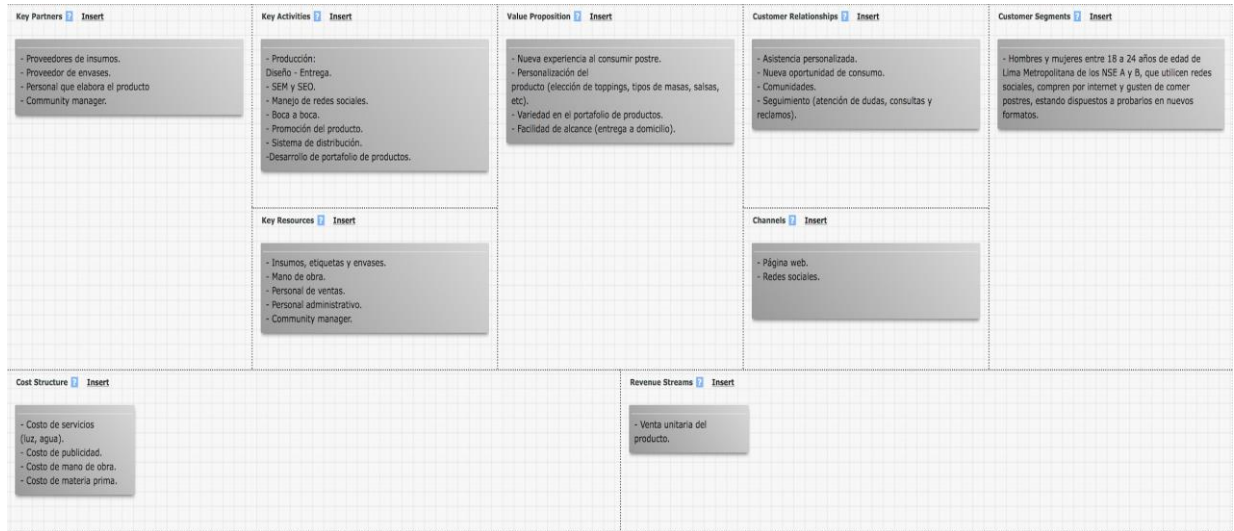 Key Partners ? Insert
- Proveedores de insumos.
- Proveedor de envases.
- Personal que elabora el producto
- Community manager.
Key Activities ? Insert
- Producción:
Diseño - Entrega.
- SEM y SEO.
- Manejo de redes sociales.
- Boca a boca.
- Promoción del producto.
- Sistema de distribución.
-Desarrollo de portafolio de productos.
Key Resources ? Insert
- Insumos, etiquetas y envases.
- Mano de obra.
- Personal de ventas.
- Personal administrativo.
- Community manager.
Value Proposition ? Insert
- Nueva experiencia al consumir postre.
- Personalización del
producto (elección de toppings, tipos de masas, salsas,
etc).
- Variedad en el portafolio de productos.
- Facilidad de alcance (entrega a domicilio).
Customer Relationships ? Insert
- Asistencia personalizada.
- Nueva oportunidad de consumo.
- Comunidades.
- Seguimiento (atención de dudas, consultas y
reclamos).
Channels ? Insert
- Página web.
- Redes sociales.
Customer Segments ? Insert
- Hombres y mujeres entre 18 a 24 años de edad de
Lima Metropolitana de los NSE A y B, que utilicen redes
sociales, compren por internet y gusten de comer
postres, estando dispuestos a probarlos en nuevos
formatos.
Cost Structure ? Insert
- Costo de servicios
(luz, agua).
- Costo de publicidad.
- Costo de mano de obra.
- Costo de materia prima.
Revenue Streams ? Insert
- Venta unitaria del
producto.